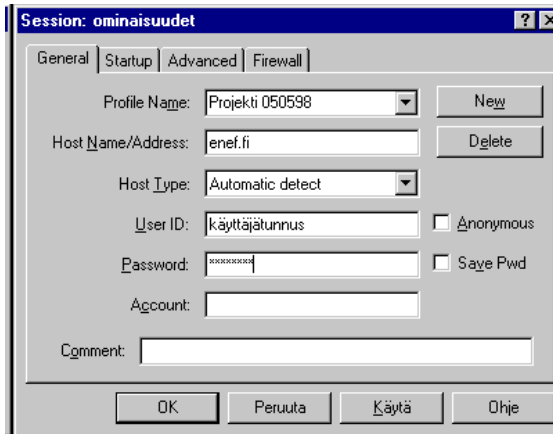 Session: ominaisuudet
General Startup Advanced Firewall
Profile Name: Projekti 050598 New
Host Name/Address: enef.fi Delete
Host Type: Automatic detect
User ID: käyttäjätunnus Anonymous
Password: ******** Save Pwd
Account:
Comment:
OK Peruuta Käytä Ohje